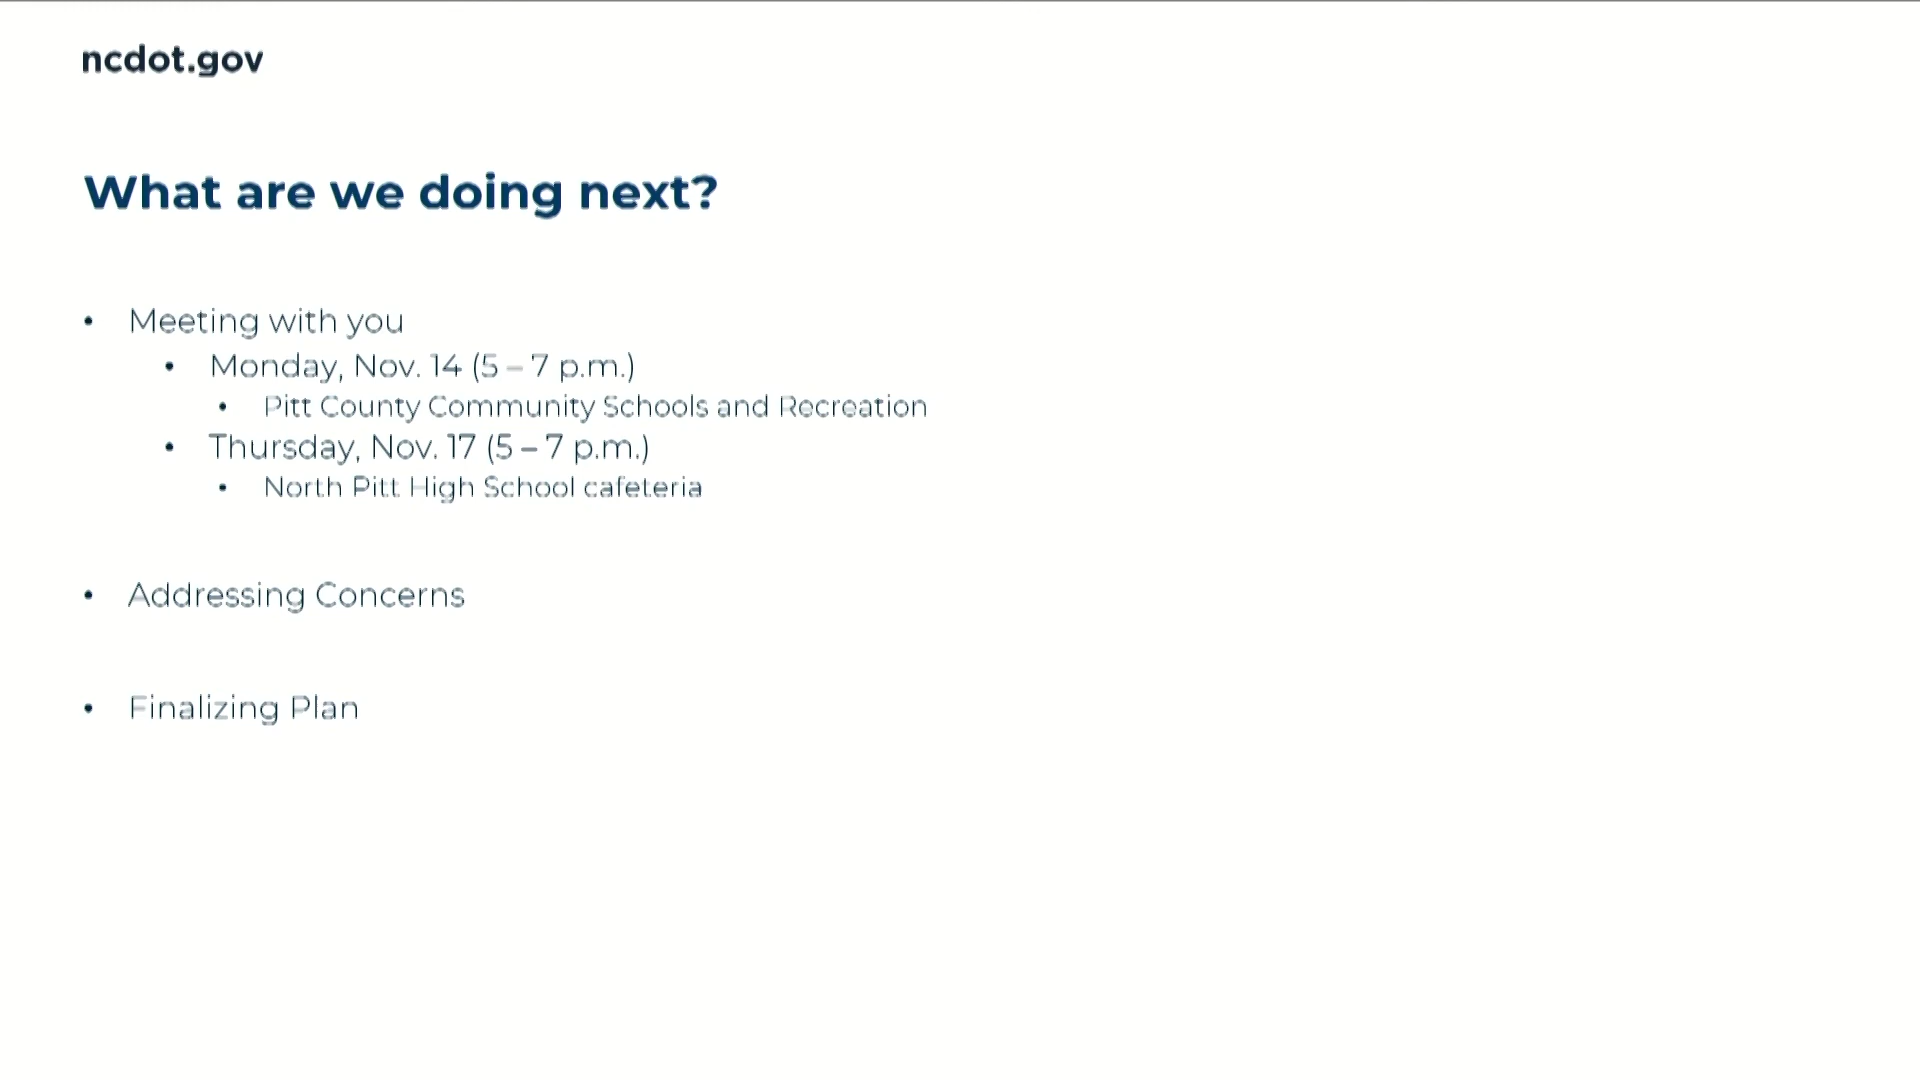 ncdot.gov
What are we doing next?
• Meeting with you
• Monday, Nov. 14 (5 – 7 p.m.)
• Pitt County Community Schools and Recreation
• Thursday, Nov. 17 (5 – 7 p.m.)
• North Pitt High School cafeteria
• Addressing Concerns
• Finalizing Plan